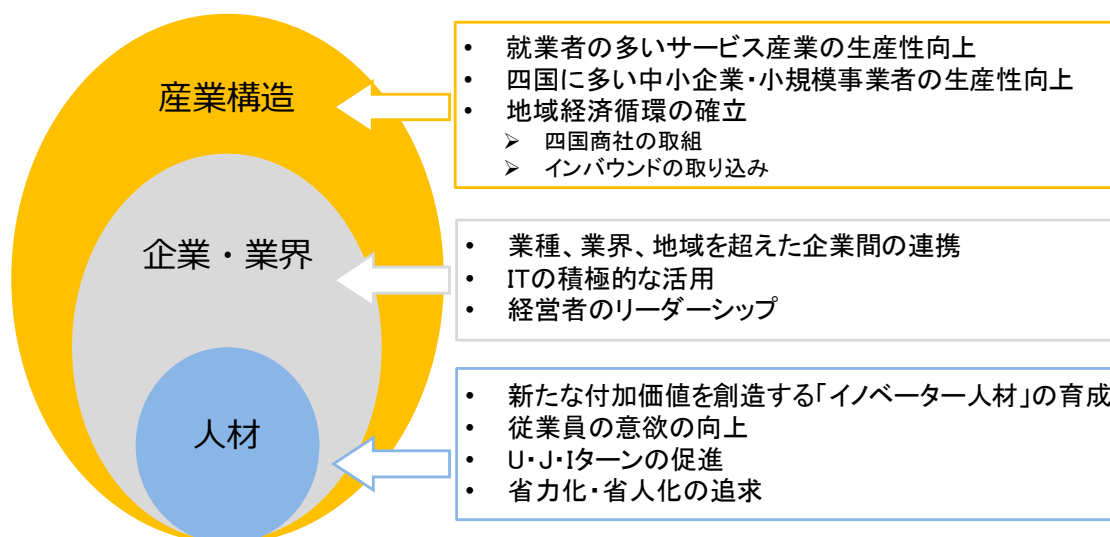 産業構造
• 就業者の多いサービス産業の生産性向上
• 四国に多い中小企業・小規模事業者の生産性向上
• 地域経済循環の確立
➢ 四国商社の取組
➢ インバウンドの取り込み
企業・業界
• 業種、業界、地域を超えた企業間の連携
• ITの積極的な活用
• 経営者のリーダーシップ
人材
• 新たな付加価値を創造する「イノベーター人材」の育成
• 従業員の意欲の向上
• U・J・Iターンの促進
• 省力化・省人化の追求